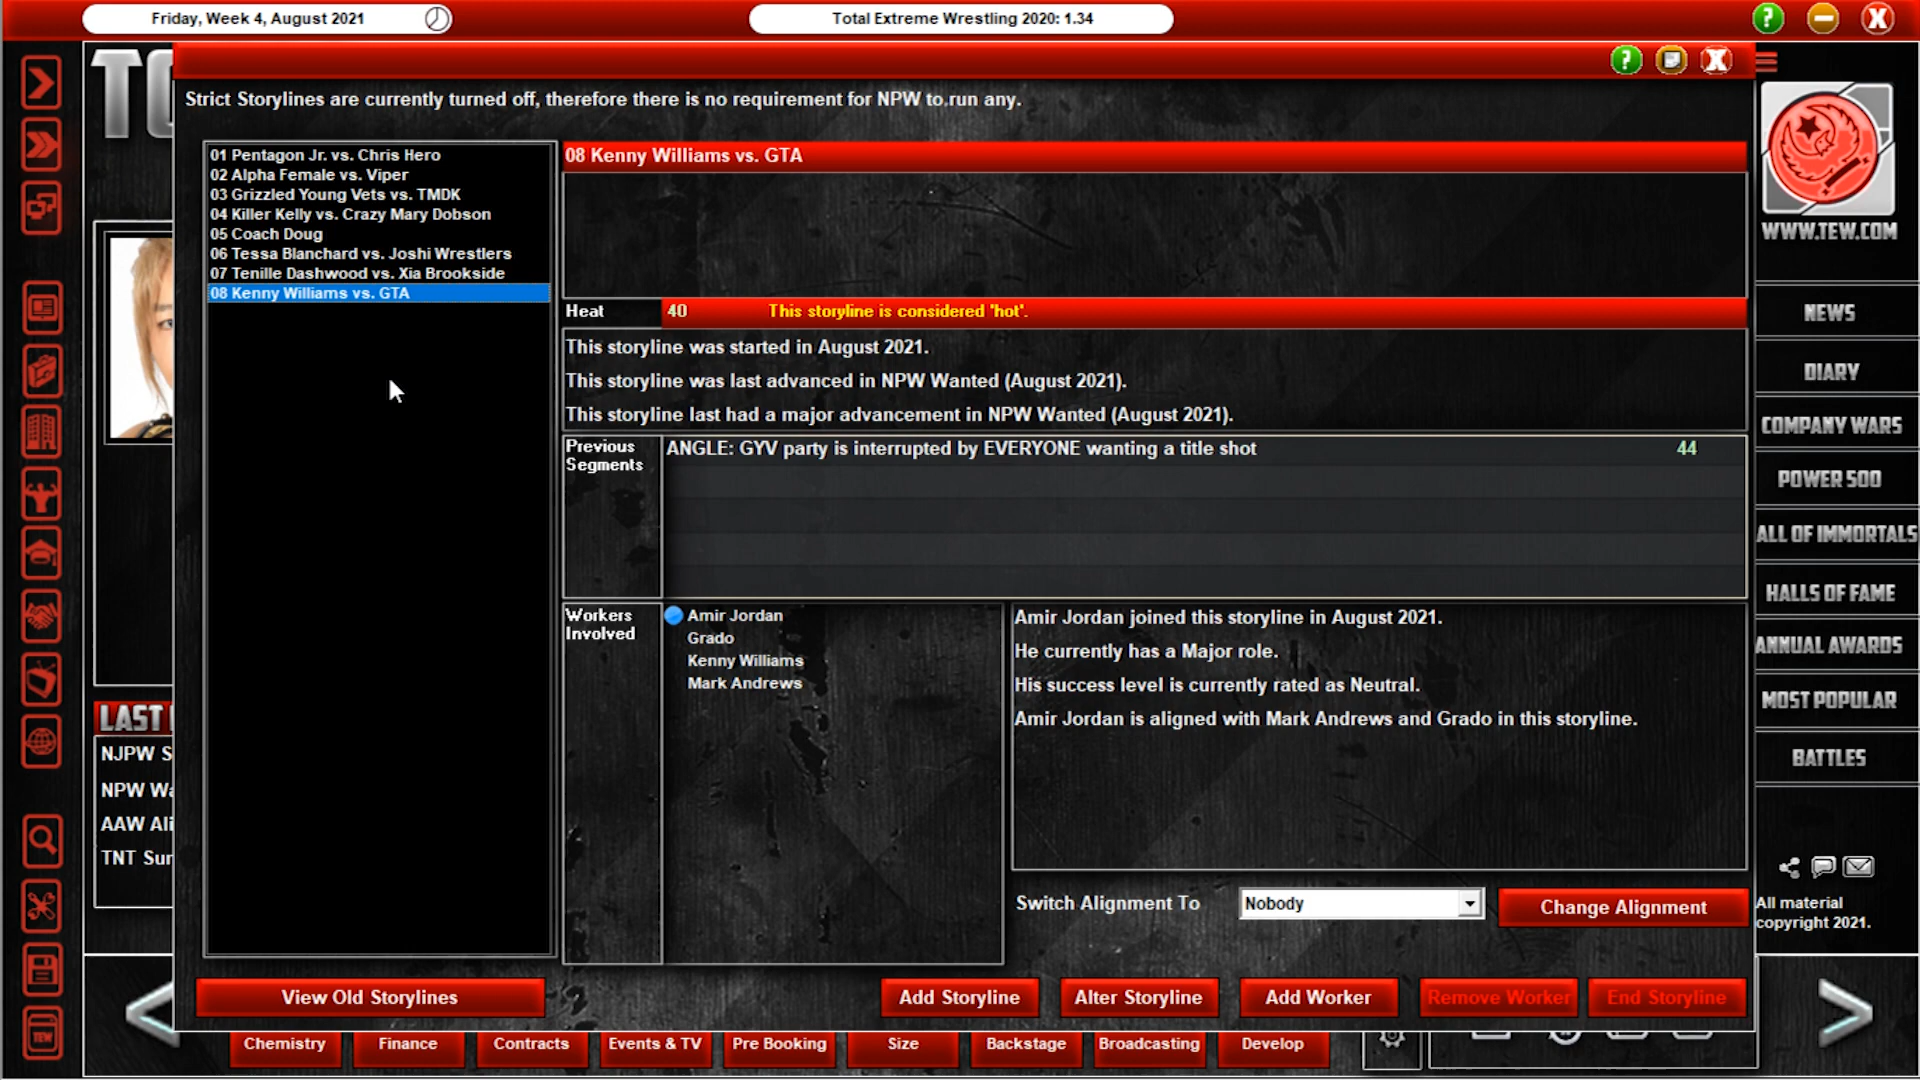 Friday, Week 4, August 2021
Total Extreme Wrestling 2020: 1.34
Strict Storylines are currently turned off, therefore there is no requirement for NPW to run any.
01 Pentagon Jr. vs. Chris Hero
02 Alpha Female vs. Viper
03 Grizzled Young Vets vs. TMDK
04 Killer Kelly vs. Crazy Mary Dobson
05 Coach Doug
06 Tessa Blanchard vs. Joshi Wrestlers
07 Tenille Dashwood vs. Xia Brookside
08 Kenny Williams vs. GTA
08 Kenny Williams vs. GTA
Heat 40 This storyline is considered 'hot'.
This storyline was started in August 2021.
This storyline was last advanced in NPW Wanted (August 2021).
This storyline last had a major advancement in NPW Wanted (August 2021).
Previous
Segments
ANGLE: GYV party is interrupted by EVERYONE wanting a title shot 44
Workers
Involved
Amir Jordan
Grado
Kenny Williams
Mark Andrews
Amir Jordan joined this storyline in August 2021.
He currently has a Major role.
His success level is currently rated as Neutral.
Amir Jordan is aligned with Mark Andrews and Grado in this storyline.
Switch Alignment To Nobody Change Alignment
View Old Storylines Add Storyline Alter Storyline Add Worker Remove Worker End Storyline
LAST
NJPW S
NPW Wa
AAW Ali
TNT Sur
Chemistry Finance Contracts Events & TV Pre Booking Size Backstage Broadcasting Develop
WWW.TEW.COM
NEWS
DIARY
COMPANY WARS
POWER 500
ALL OF IMMORTALS
HALLS OF FAME
ANNUAL AWARDS
MOST POPULAR
BATTLES
All material
copyright 2021.
TEW